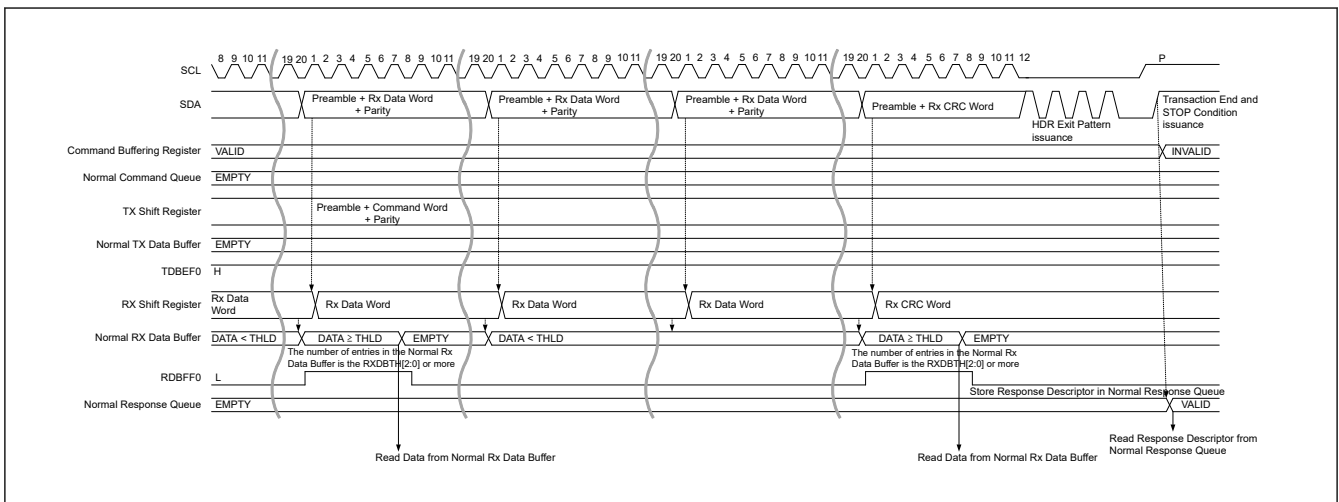 8 9 10 11 19 20 1 2 3 4 5 6 7 8 9 10 11 19 20 1 2 3 4 5 6 7 8 9 10 11 19 20 1 2 3 4 5 6 7 8 9 10 11 19 20 1 2 3 4 5 6 7 8 9 10 11 12 P
SCL
SDA
Preamble + Rx Data Word
+ Parity
Preamble + Rx Data Word
+ Parity
Preamble + Rx Data Word
+ Parity
Preamble + Rx CRC Word
HDR Exit Pattern
issuance
Transaction End and
STOP Condition
issuance
Command Buffering Register VALID INVALID
Normal Command Queue EMPTY
TX Shift Register
Preamble + Command Word
+ Parity
Normal TX Data Buffer EMPTY
TDBEF0 H
RX Shift Register
Rx Data
Word
Rx Data Word
Rx Data Word
Rx Data Word
Rx CRC Word
Normal RX Data Buffer DATA < THLD DATA ≥ THLD EMPTY DATA < THLD DATA ≥ THLD EMPTY
The number of entries in the Normal Rx
Data Buffer is the RXDBTH[2:0] or more
The number of entries in the Normal Rx
Data Buffer is the RXDBTH[2:0] or more
RDBFF0 L
Store Response Descriptor in Normal Response Queue
Normal Response Queue EMPTY VALID
Read Data from Normal Rx Data Buffer
Read Data from Normal Rx Data Buffer
Read Response Descriptor from
Normal Response Queue